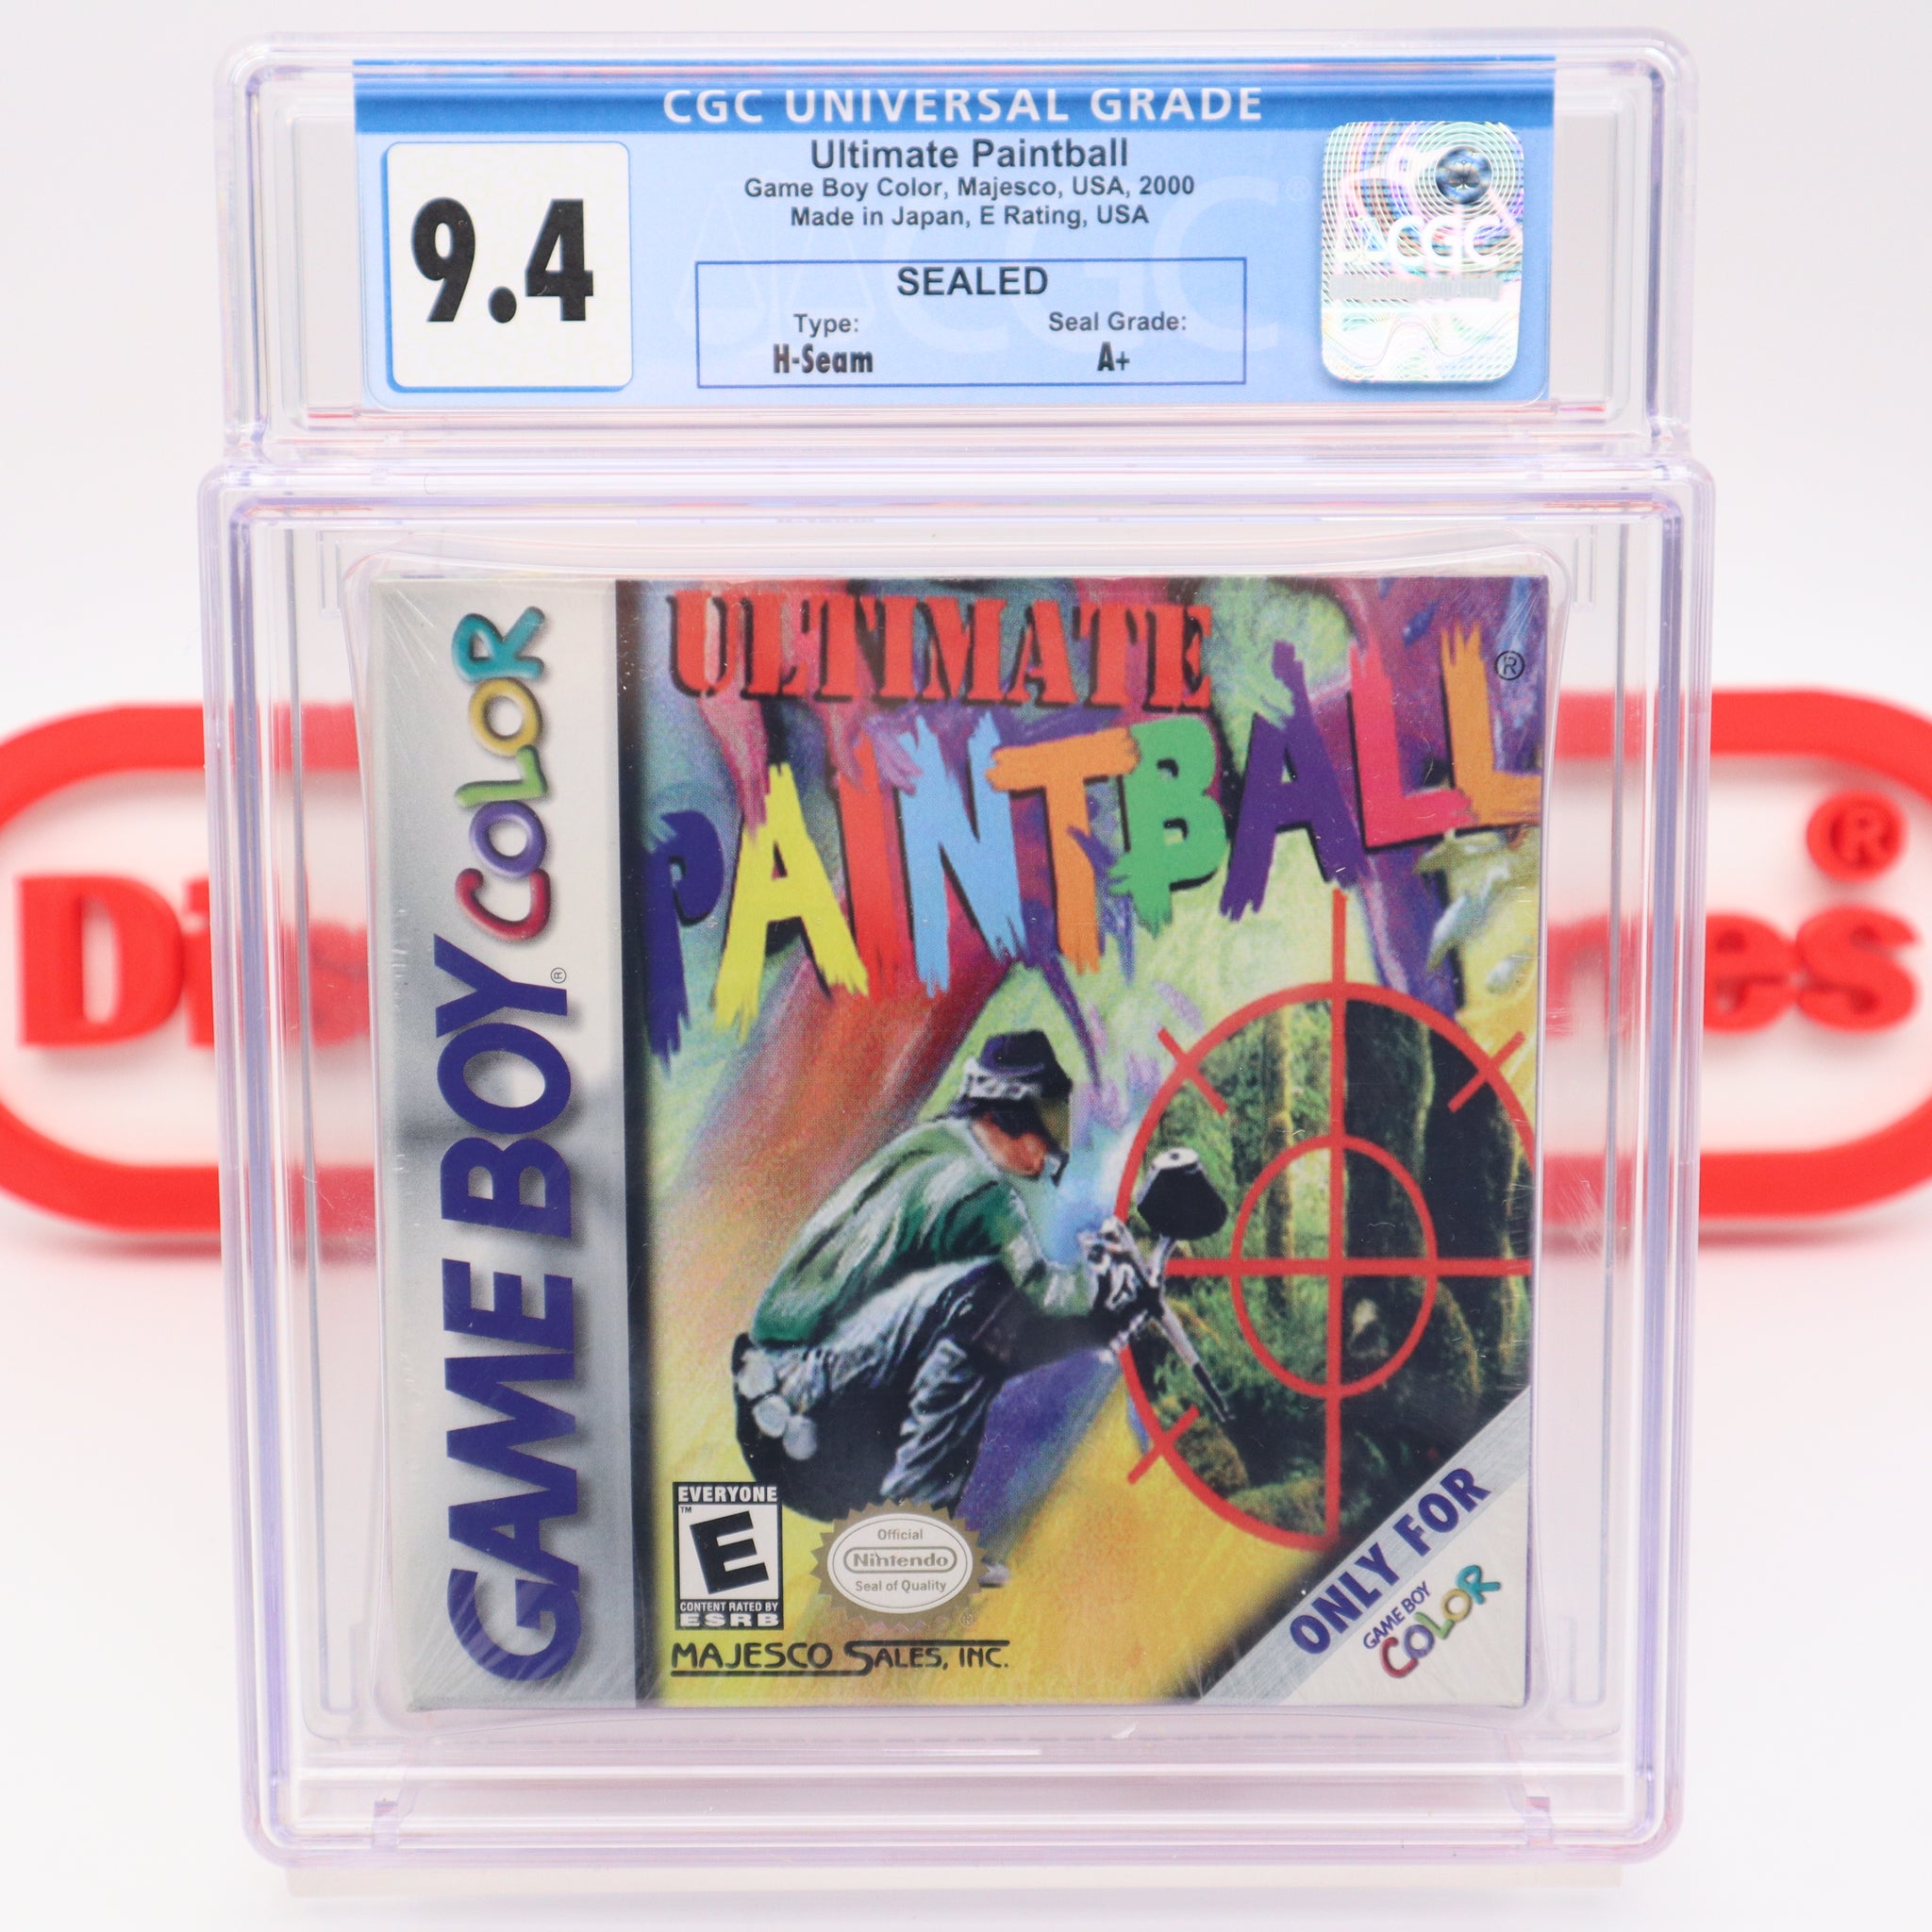 CGC UNIVERSAL GRADE
9.4
Ultimate Paintball
Game Boy Color, Majesco, USA, 2000
Made in Japan, E Rating, USA
SEALED
Type:
H-Seam
Seal Grade:
A+
CGC
GAME BOY® COLOR
ULTIMATE
PAINTBALL®
EVERYONE
™
E
CONTENT RATED BY
ESRB
Official
Nintendo
Seal of Quality
®
MAJESCO SALES, INC.
ONLY FOR
GAME BOY
COLOR
®